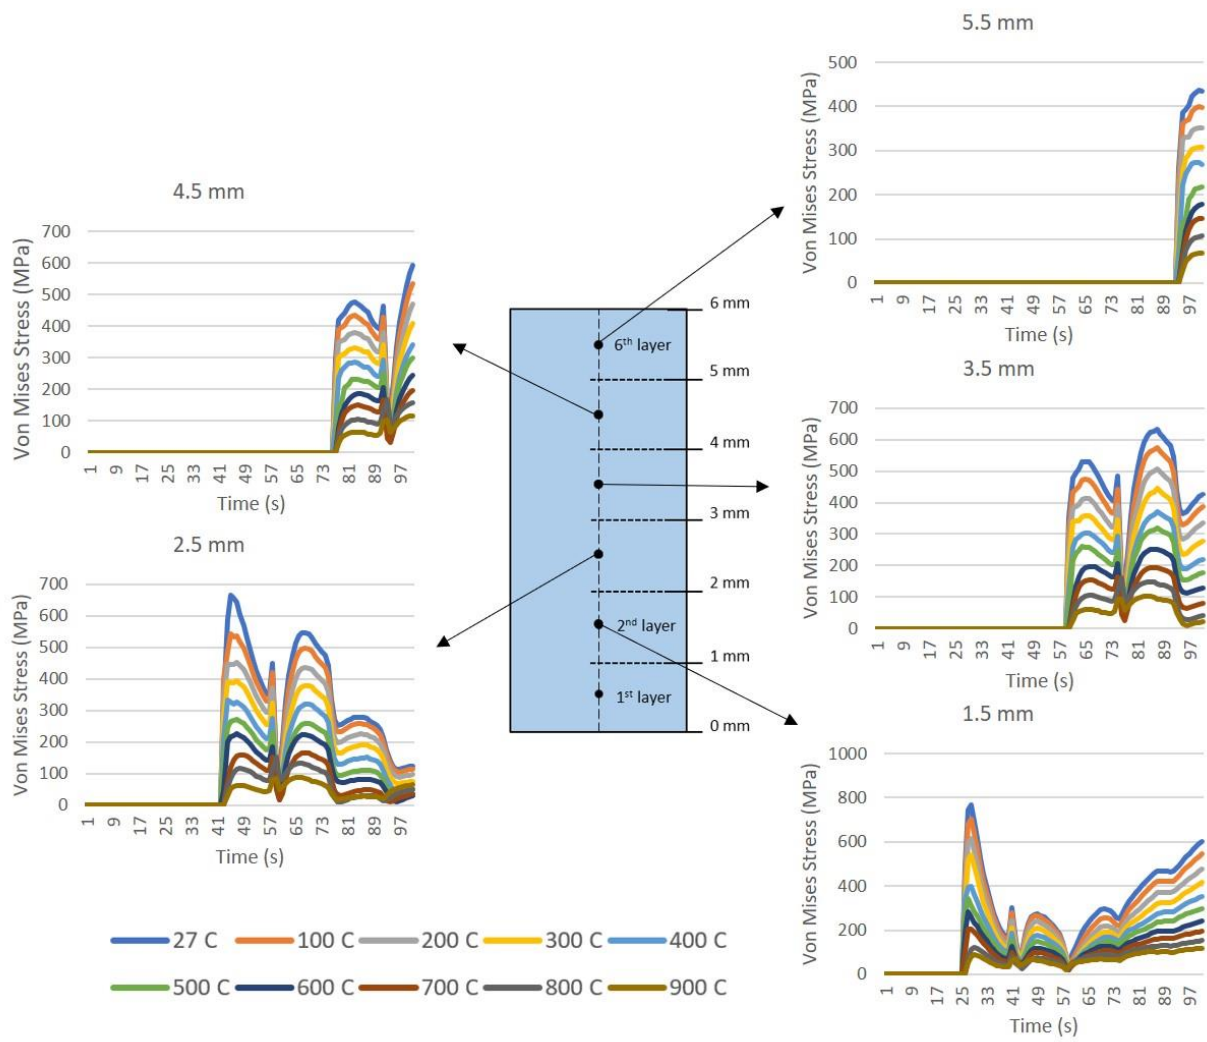 5.5 mm
Von Mises Stress (MPa)
500
400
300
200
100
0
1 9 17 25 33 41 49 57 65 73 81 89 97
Time (s)
4.5 mm
Von Mises Stress (MPa)
700
600
500
400
300
200
100
0
1 9 17 25 33 41 49 57 65 73 81 89 97
Time (s)
6 mm
6th layer
5 mm
4 mm
3 mm
2 mm
2nd layer
1 mm
1st layer
0 mm
3.5 mm
Von Mises Stress (MPa)
700
600
500
400
300
200
100
0
1 9 17 25 33 41 49 57 65 73 81 89 97
Time (s)
2.5 mm
Von Mises Stress (MPa)
700
600
500
400
300
200
100
0
1 9 17 25 33 41 49 57 65 73 81 89 97
Time (s)
1.5 mm
Von Mises Stress (MPa)
1000
800
600
400
200
0
1 9 17 25 33 41 49 57 65 73 81 89 97
Time (s)
27 C 100 C 200 C 300 C 400 C
500 C 600 C 700 C 800 C 900 C